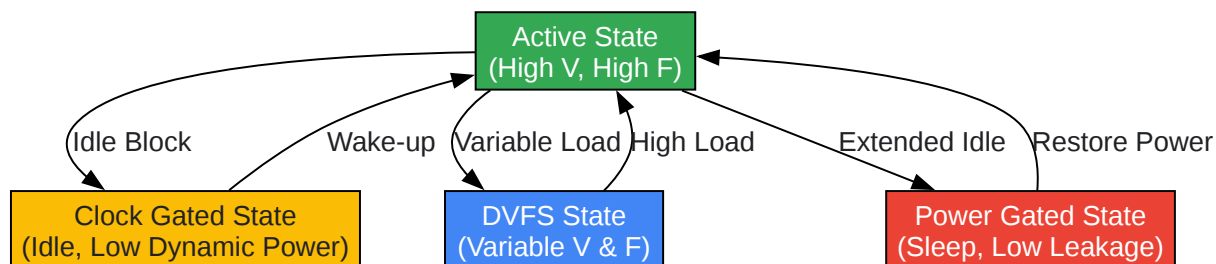 Active State
(High V, High F)
Idle Block
Wake-up
Variable Load
High Load
Extended Idle
Restore Power
Clock Gated State
(Idle, Low Dynamic Power)
DVFS State
(Variable V & F)
Power Gated State
(Sleep, Low Leakage)